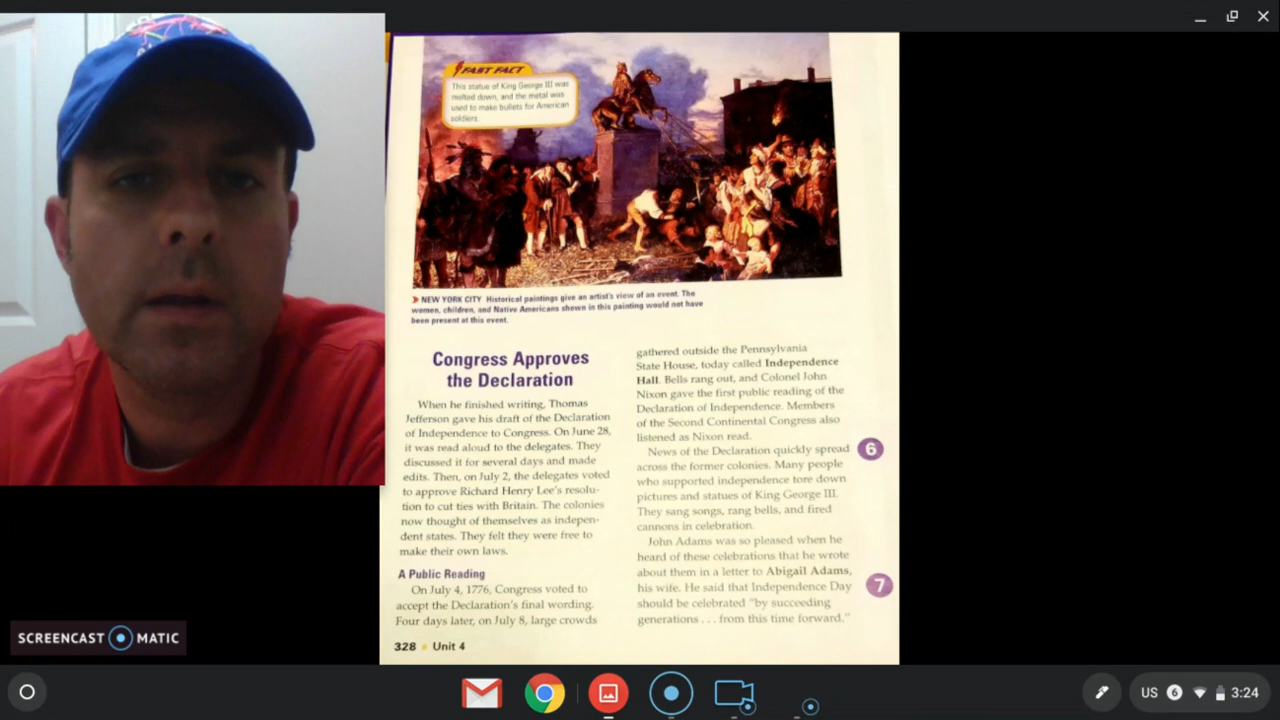 FAST FACT
This statue of King George III was
melted down, and the metal was
used to make bullets for American
soldiers.
NEW YORK CITY Historical paintings give an artist's view of an event. The
women, children, and Native Americans shown in this painting would not have
been present at this event.
Congress Approves
the Declaration
When he finished writing, Thomas
Jefferson gave his draft of the Declaration
of Independence to Congress. On June 28,
it was read aloud to the delegates. They
discussed it for several days and made
edits. Then, on July 2, the delegates voted
to approve Richard Henry Lee's resolu-
tion to cut ties with Britain. The colonies
now thought of themselves as indepen-
dent states. They felt they were free to
make their own laws.
A Public Reading
On July 4, 1776, Congress voted to
accept the Declaration's final wording.
Four days later, on July 8, large crowds
328 Unit 4
gathered outside the Pennsylvania
State House, today called Independence
Hall. Bells rang out, and Colonel John
Nixon gave the first public reading of the
Declaration of Independence. Members
of the Second Continental Congress also
listened as Nixon read.
News of the Declaration quickly spread
across the former colonies. Many people
who supported independence tore down
pictures and statues of King George III.
They sang songs, rang bells, and fired
cannons in celebration.
John Adams was so pleased when he
heard of these celebrations that he wrote
about them in a letter to Abigail Adams,
his wife. He said that Independence Day
should be celebrated "by succeeding
generations . . . from this time forward."
6
7
SCREENCAST MATIC
US 6 3:24